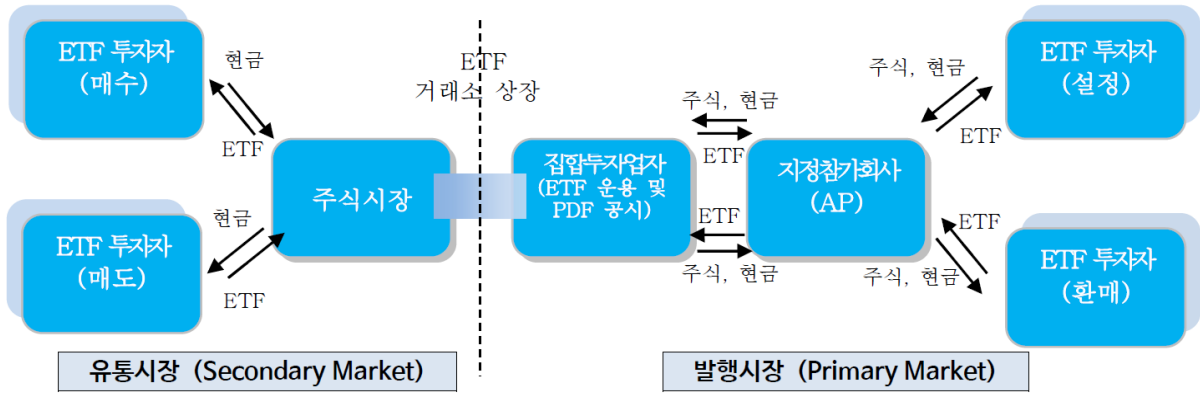 ETF 투자자
(매수)
현금
ETF
주식시장
현금
ETF
ETF 투자자
(매도)
ETF
거래소 상장
집합투자업자
(ETF 운용 및
PDF 공시)
주식, 현금
ETF
ETF
주식, 현금
지정참가회사
(AP)
주식, 현금
ETF
ETF 투자자
(설정)
ETF
주식, 현금
ETF 투자자
(환매)
유통시장 (Secondary Market)
발행시장 (Primary Market)